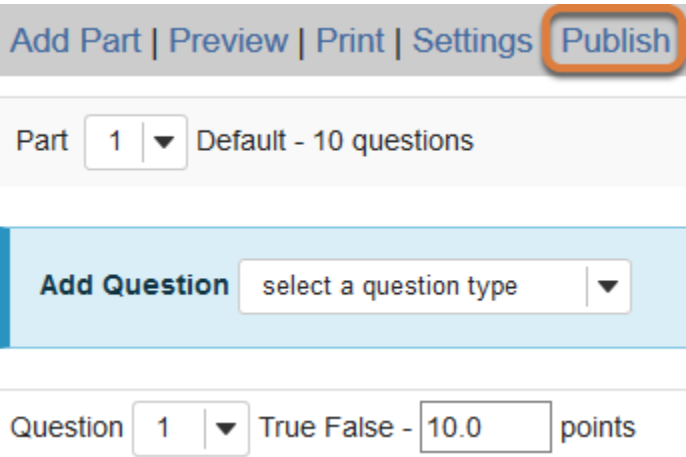 Add Part | Preview | Print | Settings Publish
Part 1 Default - 10 questions
Add Question select a question type
Question 1 True False - 10.0 points